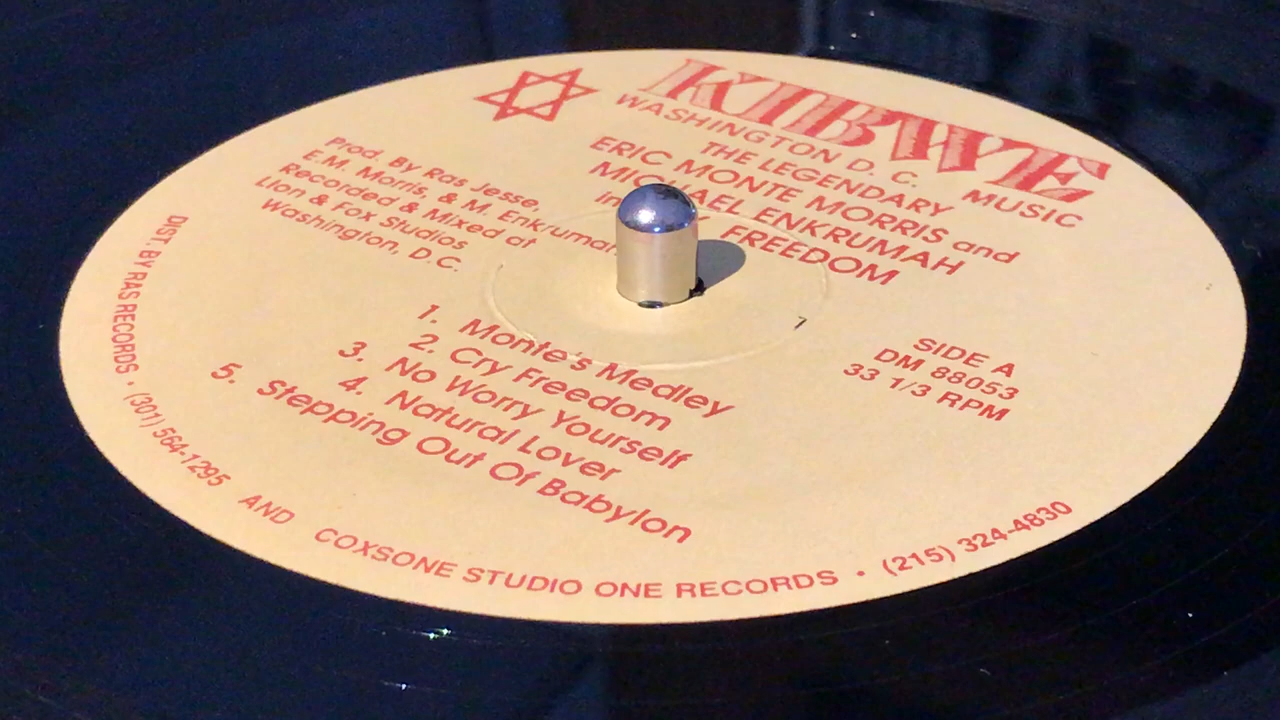 KIBWE
WASHINGTON D. C. MUSIC
THE LEGENDARY
ERIC MONTE MORRIS and
MICHAEL ENKRUMAH
in FREEDOM
Prod. By Ras Jesse,
E.M. Morris, & M. Enkrumah
Recorded & Mixed at
Lion & Fox Studios
Washington, D.C.
1. Monte's Medley
2. Cry Freedom
3. No Worry Yourself
4. Natural Lover
5. Stepping Out Of Babylon
SIDE A
DM 88053
33 1/3 RPM
DIST. BY RAS RECORDS • (301) 564-1295 AND COXSONE STUDIO ONE RECORDS • (215) 324-4830